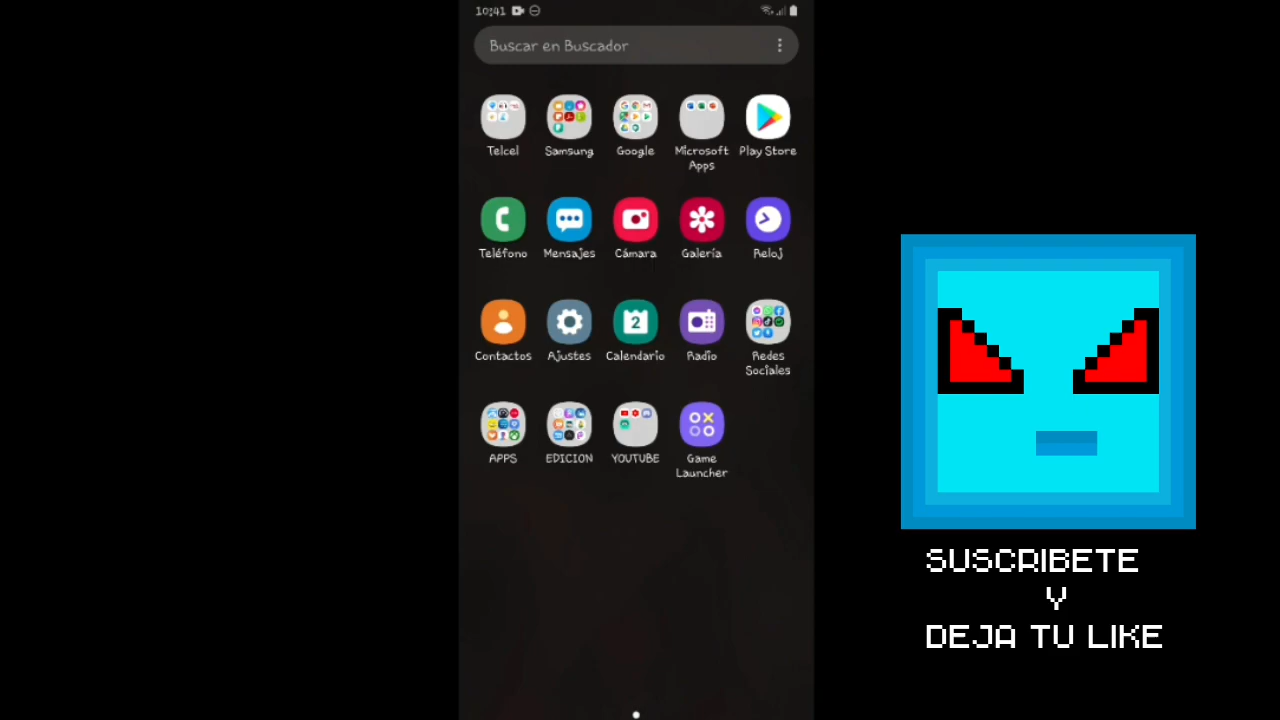 10:41
Buscar en Buscador
Telcel
Samsung
Google
Microsoft
Apps
Play Store
Teléfono
Mensajes
Cámara
Galería
Reloj
Contactos
Ajustes
2
Calendario
Radio
Redes
Sociales
APPS
EDICION
YOUTUBE
Game
Launcher
SUSCRIBETE
Y
DEJA TU LIKE